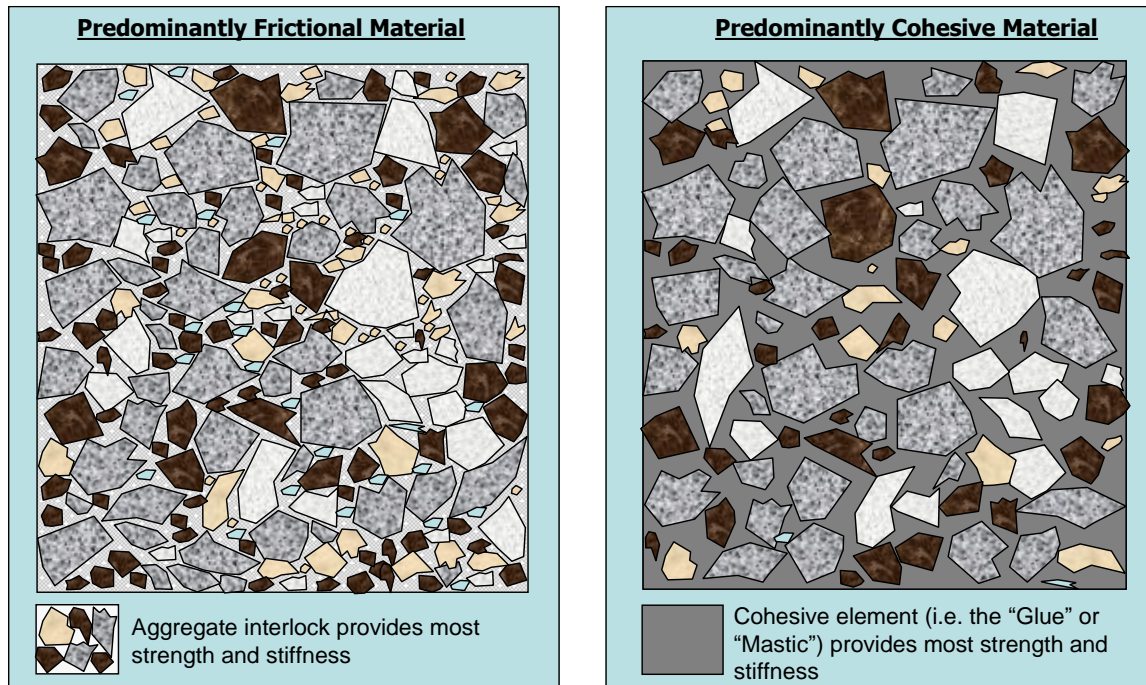 Predominantly Frictional Material
Aggregate interlock provides most
strength and stiffness
Predominantly Cohesive Material
Cohesive element (i.e. the “Glue” or
“Mastic”) provides most strength and
stiffness